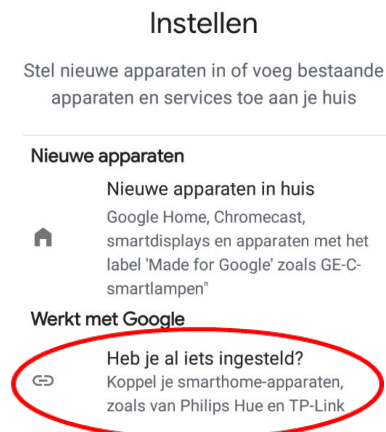 Instellen
Stel nieuwe apparaten in of voeg bestaande
apparaten en services toe aan je huis
Nieuwe apparaten
Nieuwe apparaten in huis
Google Home, Chromecast,
smartdisplays en apparaten met het
label 'Made for Google' zoals GE-C-
smartlampen"
Werkt met Google
Heb je al iets ingesteld?
Koppel je smarthome-apparaten,
zoals van Philips Hue en TP-Link